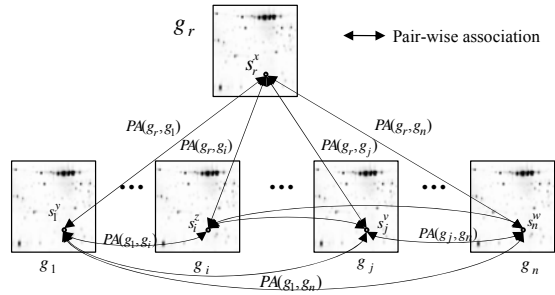 g_r
Pair-wise association
s_r^x
PA(g_r,g_1)
PA(g_r,g_i)
PA(g_r,g_j)
PA(g_r,g_n)
s_1^y
s_i^z
s_j^v
s_n^w
PA(g_1,g_i)
PA(g_j,g_n)
g_1
g_i
g_j
g_n
PA(g_1,g_n)